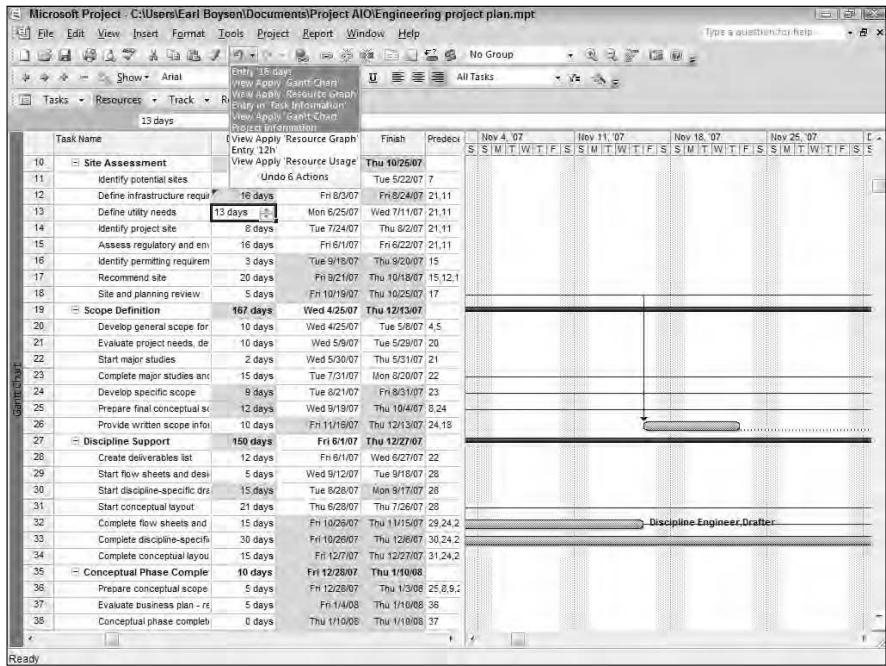 Microsoft Project - C:\Users\Earl Boysen\Documents\Project AIO\Engineering project plan.mpt
File Edit View Insert Format Tools Project Report Window Help
Type a question for help
No Group
Show Arial
U
All Tasks
Tasks Resources Track
13 days
Entry '16 days
View Apply 'Gantt Chart'
View Apply 'Resource Graph'
Entry in 'Task Information'
View Apply 'Gantt Chart
Project Information
View Apply 'Resource Graph'
Entry '12h'
View Apply 'Resource Usage'
Undo 6 Actions
Task Name Finish Predece Nov 4, '07 Nov 11, '07 Nov 18, '07 Nov 25, '07
S S M T W T F S S M T W T F S S M T W T F S S M T W T F S S
10 Site Assessment Thu 10/25/07
11 Identify potential sites Tue 5/22/07 7
12 Define infrastructure requir 16 days Fri 8/3/07 Fri 8/24/07 21,11
13 Define utility needs 13 days Mon 6/25/07 Wed 7/11/07 21,11
14 Identify project site 8 days Tue 7/24/07 Thu 8/2/07 21,11
15 Assess regulatory and env 16 days Fri 6/1/07 Fri 6/22/07 21,11
16 Identify permitting requirem 3 days Tue 9/18/07 Thu 9/20/07 15
17 Recommend site 20 days Fri 9/21/07 Thu 10/18/07 15,12,1
18 Site and planning review 5 days Fri 10/19/07 Thu 10/25/07 17
19 Scope Definition 167 days Wed 4/25/07 Thu 12/13/07
20 Develop general scope for 10 days Wed 4/25/07 Tue 5/8/07 4,5
21 Evaluate project needs, de 10 days Wed 5/9/07 Tue 5/29/07 20
22 Start major studies 2 days Wed 5/30/07 Thu 5/31/07 21
23 Complete major studies and 15 days Tue 7/31/07 Mon 8/20/07 22
24 Develop specific scope 9 days Tue 8/21/07 Fri 8/31/07 23
25 Prepare final conceptual sc 12 days Wed 9/19/07 Thu 10/4/07 8,24
26 Provide written scope infor 10 days Fri 11/16/07 Thu 12/13/07 24,18
27 Discipline Support 150 days Fri 6/1/07 Thu 12/27/07
28 Create deliverables list 12 days Fri 6/1/07 Wed 6/27/07 22
29 Start flow sheets and desi 5 days Wed 9/12/07 Tue 9/18/07 28
30 Start discipline-specific dra 15 days Tue 8/28/07 Mon 9/17/07 28
31 Start conceptual layout 21 days Thu 6/28/07 Thu 7/26/07 28
32 Complete flow sheets and 15 days Fri 10/26/07 Thu 11/15/07 29,24,2 Discipline Engineer,Drafter
33 Complete discipline-specifi 30 days Fri 10/26/07 Thu 12/6/07 30,24,2
34 Complete conceptual layou 15 days Fri 12/7/07 Thu 12/27/07 31,24,2
35 Conceptual Phase Comple 10 days Fri 12/28/07 Thu 1/10/08
36 Prepare conceptual scope 5 days Fri 12/28/07 Thu 1/3/08 25,8,9,2
37 Evaluate business plan - re 5 days Fri 1/4/08 Thu 1/10/08 36
38 Conceptual phase complet 0 days Thu 1/10/08 Thu 1/10/08 37
Gantt Chart
Ready